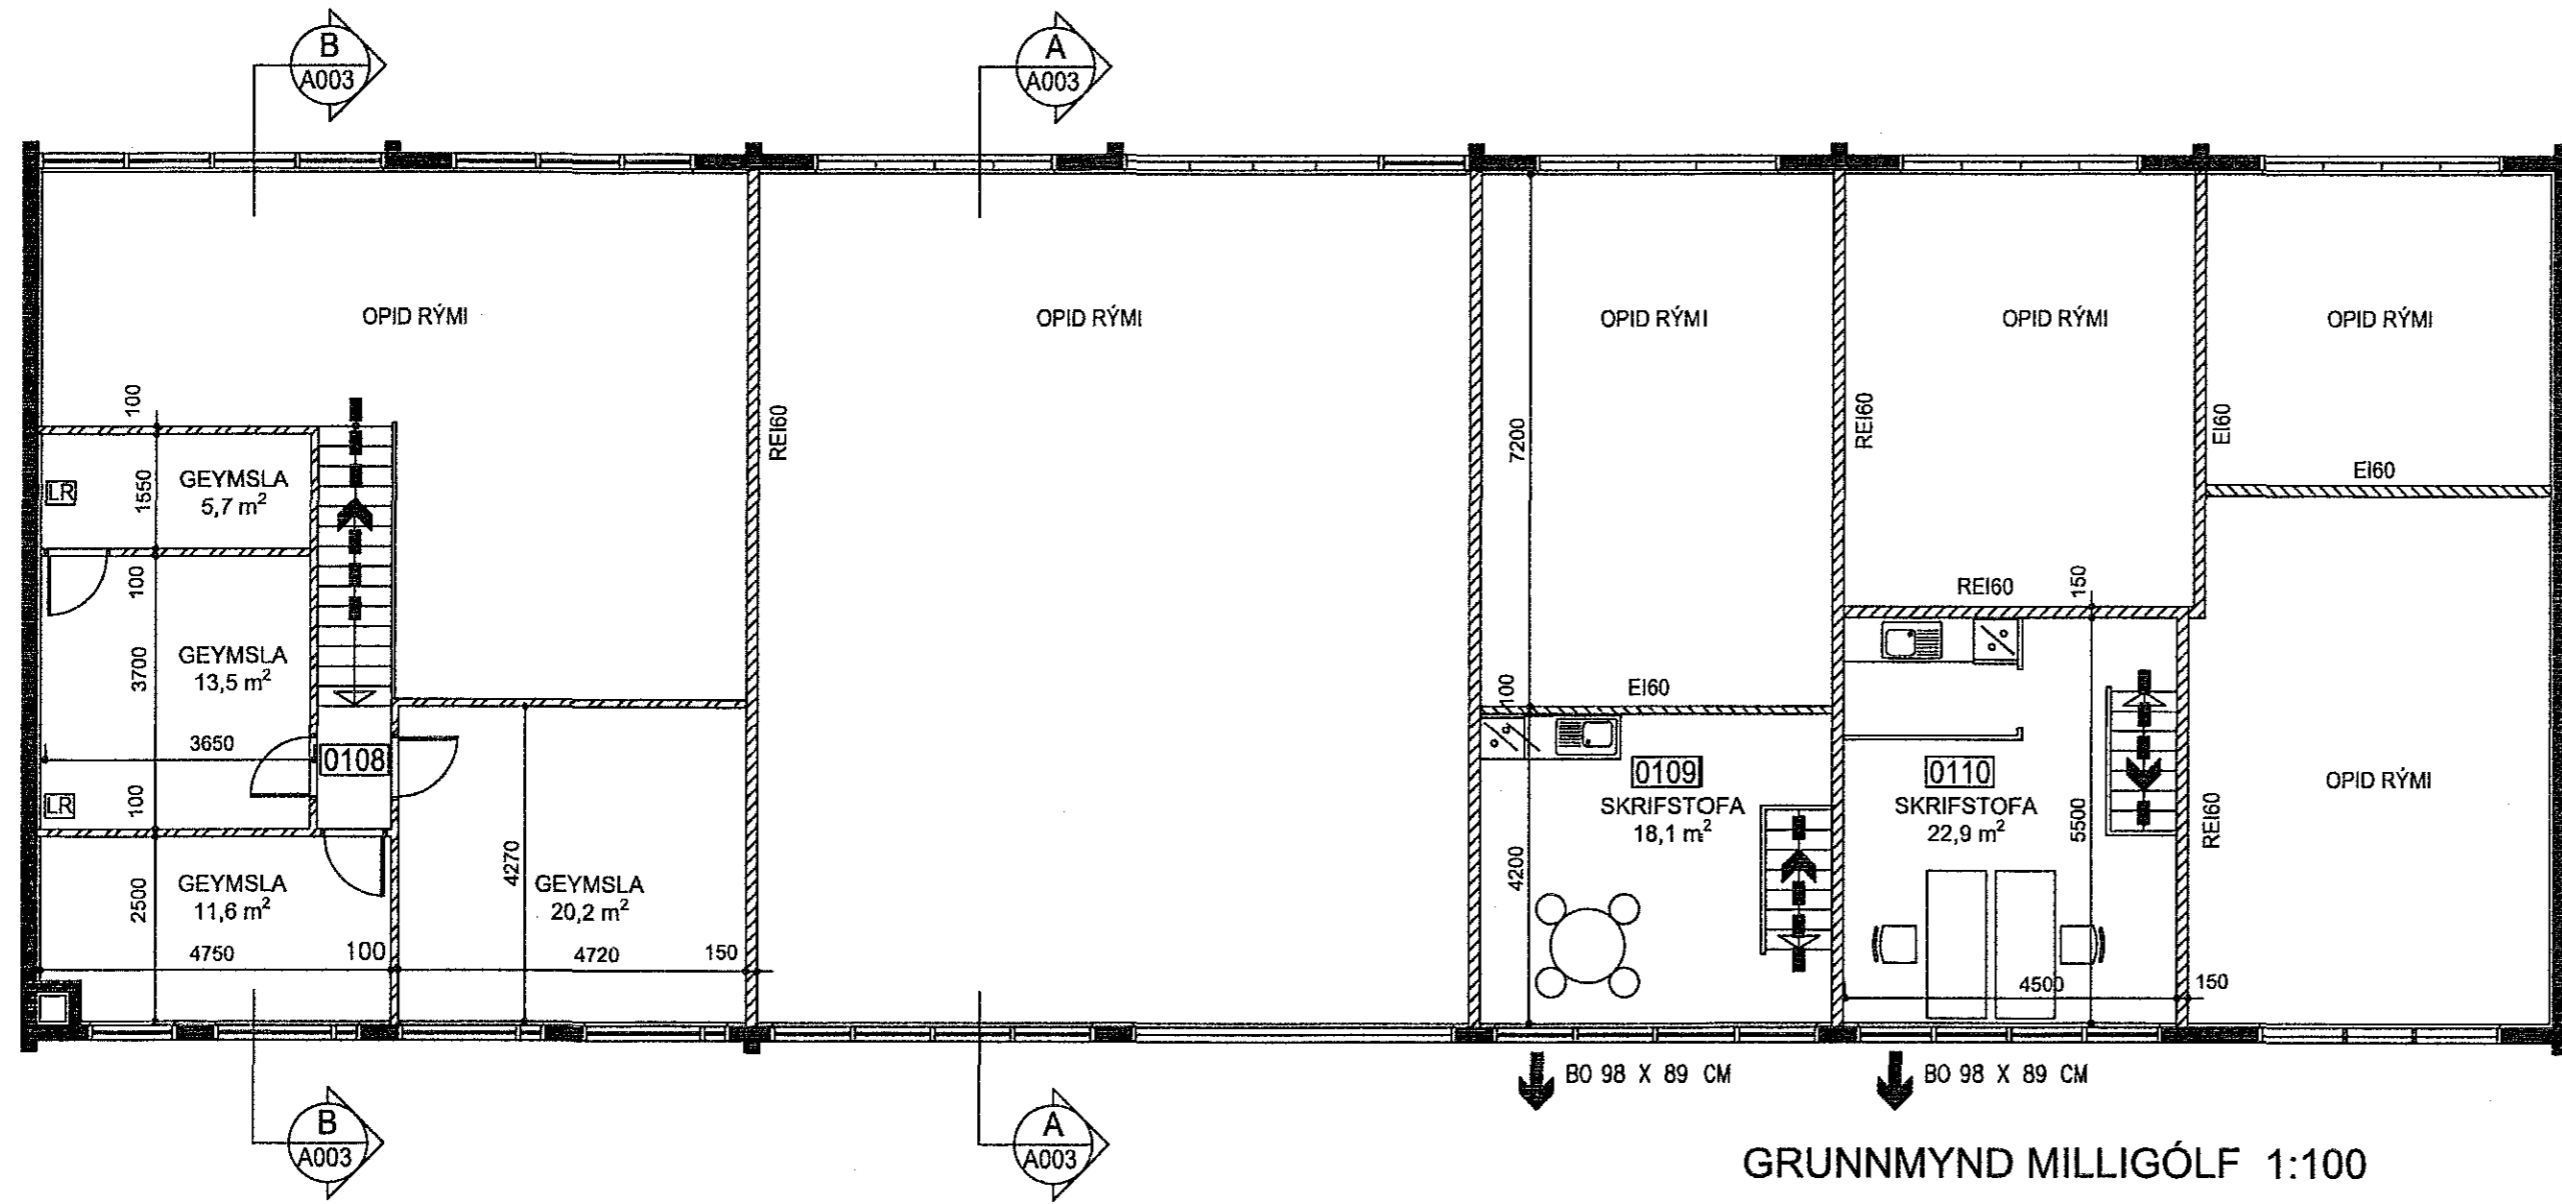 B
A003
A
A003
OPID RÝMI
OPID RÝMI
OPID RÝMI
OPID RÝMI
OPID RÝMI
100
REI60
7200
REI60
EI60
EI60
LR
1550
GEYMSLA
5,7 m²
100
REI60
150
3700
GEYMSLA
13,5 m²
100
EI60
3650
0108
0109
SKRIFSTOFA
18,1 m²
0110
SKRIFSTOFA
22,9 m²
OPID RÝMI
LR
100
5500
REI60
4270
4200
2500
GEYMSLA
11,6 m²
GEYMSLA
20,2 m²
4750
100
4720
150
4500
150
BO 98 X 89 CM
BO 98 X 89 CM
B
A003
A
A003
GRUNNMYND MILLIGÓLF 1:100